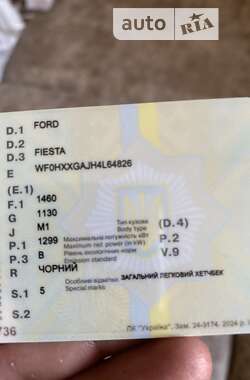 auto RIA
D.1 FORD
D.2
D.3 FIESTA
E WF0HXXGAJH4L64826
(E.1)
F.1 1460
G 1130
J M1 Тип кузова (D.4)
Body type
P.1 1299 Максимальна потужність кВт P.2
Maximum net. power (in kW)
P.3 B Рівень екологічних норм V.9
Emission standard
R ЧОРНИЙ
Особливі відмітки ЗАГАЛЬНИЙ ЛЕГКОВИЙ ХЕТЧБЕК
S.1 5 Special marks
S.2
736
ПК "Україна", Зам. 24-3174, 2024 р.